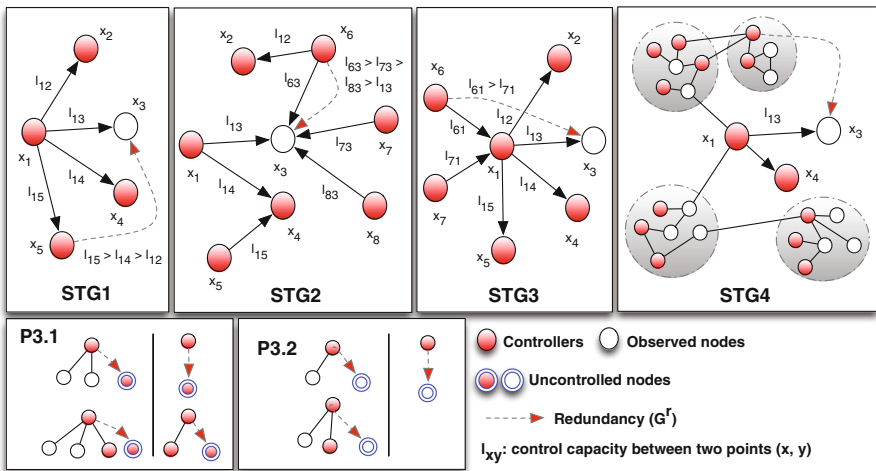 x2
l12
x3
l13
x1
l14
l15
x4
x5
l15 > l14 > l12
STG1
x2
l12
x6
l63 > l73 >
l83 > l13
l63
l13
x3
l73
x7
x1
l14
l83
x4
x8
l15
x5
STG2
x6
l61 > l71
x2
l61
l12
l13
x1
x3
l71
l14
x7
l15
x4
x5
STG3
l13
x1
x3
x4
STG4
P3.1
P3.2
Controllers
Observed nodes
Uncontrolled nodes
Redundancy (G^r)
lxy: control capacity between two points (x, y)